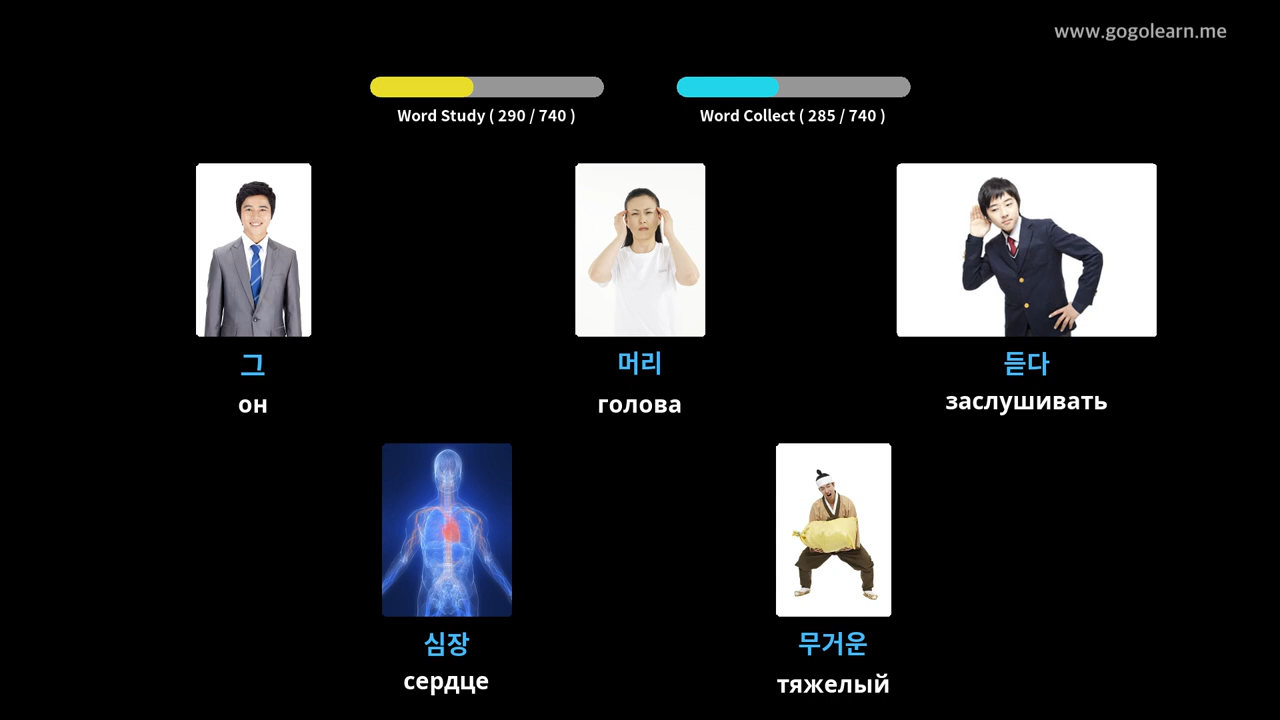 www.gogolearn.me
Word Study ( 290 / 740 )
Word Collect ( 285 / 740 )
그
он
머리
голова
듣다
заслушивать
심장
сердце
무거운
тяжелый